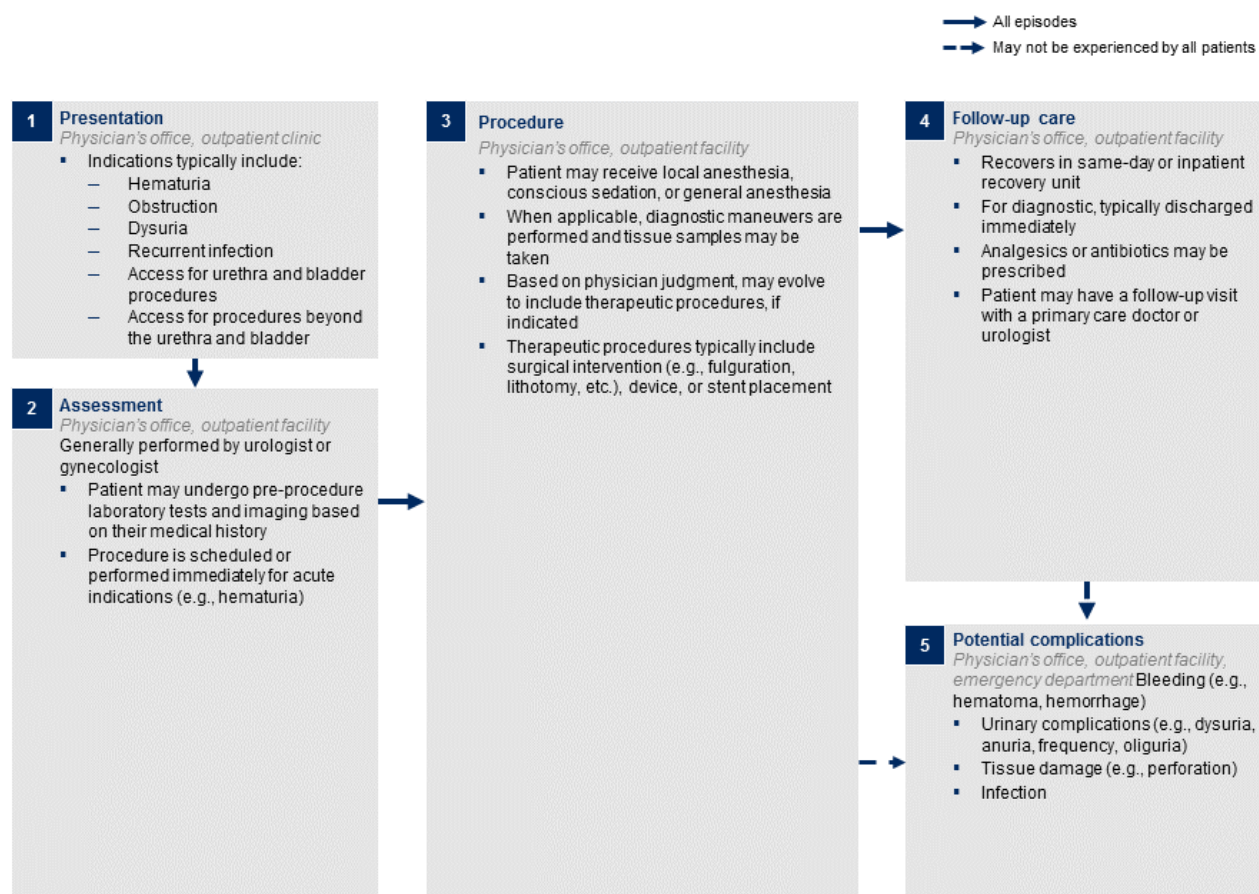 All episodes
May not be experienced by all patients
1
Presentation
Physician's office, outpatient clinic
▪ Indications typically include:
– Hematuria
– Obstruction
– Dysuria
– Recurrent infection
– Access for urethra and bladder
procedures
– Access for procedures beyond
the urethra and bladder
2
Assessment
Physician's office, outpatient facility
Generally performed by urologist or
gynecologist
▪ Patient may undergo pre-procedure
laboratory tests and imaging based
on their medical history
▪ Procedure is scheduled or
performed immediately for acute
indications (e.g., hematuria)
3
Procedure
Physician's office, outpatient facility
▪ Patient may receive local anesthesia,
conscious sedation, or general anesthesia
▪ When applicable, diagnostic maneuvers are
performed and tissue samples may be
taken
▪ Based on physician judgment, may evolve
to include therapeutic procedures, if
indicated
▪ Therapeutic procedures typically include
surgical intervention (e.g., fulguration,
lithotomy, etc.), device, or stent placement
4
Follow-up care
Physician's office, outpatient facility
▪ Recovers in same-day or inpatient
recovery unit
▪ For diagnostic, typically discharged
immediately
▪ Analgesics or antibiotics may be
prescribed
▪ Patient may have a follow-up visit
with a primary care doctor or
urologist
5
Potential complications
Physician's office, outpatient facility,
emergency department Bleeding (e.g.,
hematoma, hemorrhage)
▪ Urinary complications (e.g., dysuria,
anuria, frequency, oliguria)
▪ Tissue damage (e.g., perforation)
▪ Infection